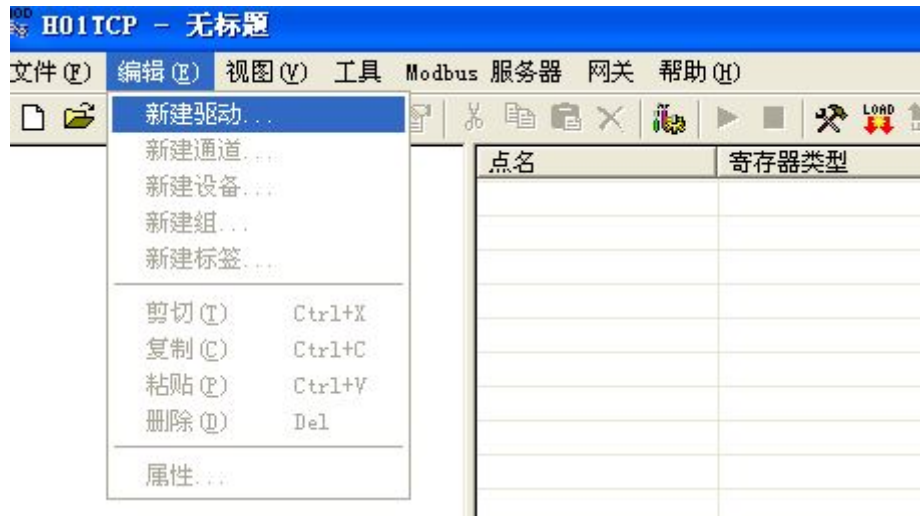 H01TCP - 无标题
文件(F) 编辑(E) 视图(V) 工具 Modbus 服务器 网关 帮助(H)
LOAD
新建驱动...
新建通道...
新建设备...
新建组...
新建标签...
剪切(T) Ctrl+X
复制(C) Ctrl+C
粘贴(P) Ctrl+V
删除(D) Del
属性...
点名 寄存器类型